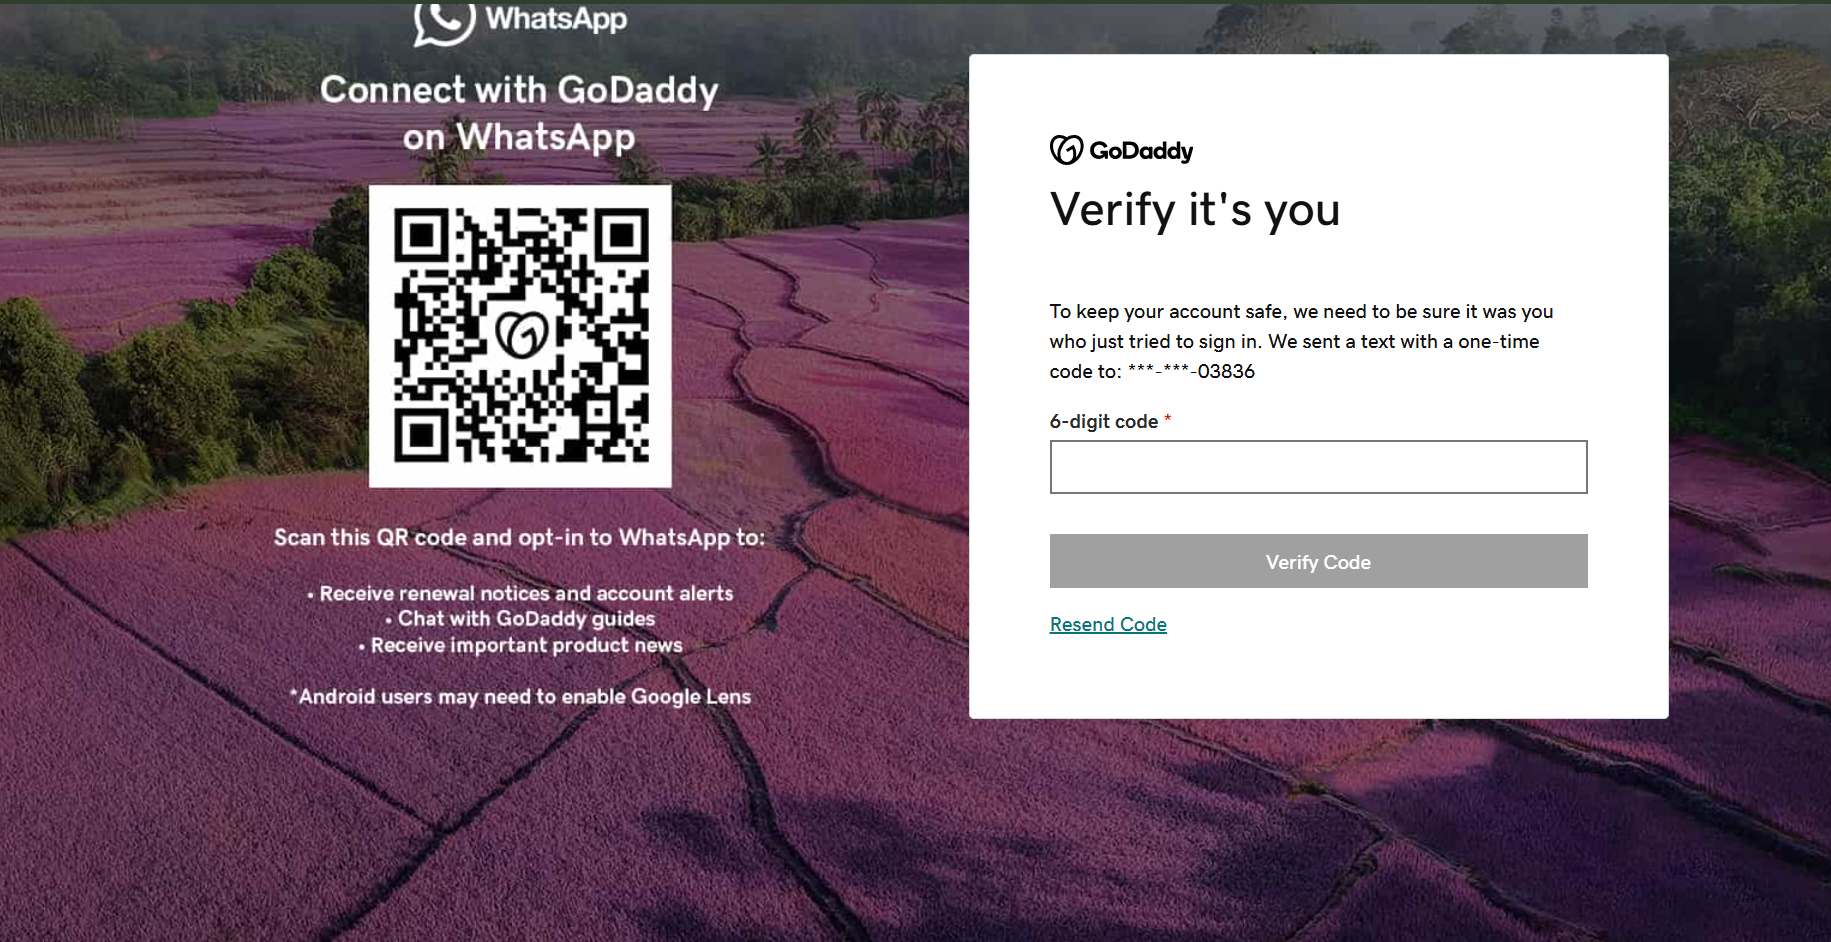 WhatsApp
Connect with GoDaddy
on WhatsApp
Scan this QR code and opt-in to WhatsApp to:
• Receive renewal notices and account alerts
• Chat with GoDaddy guides
• Receive important product news
*Android users may need to enable Google Lens
GoDaddy
Verify it's you
To keep your account safe, we need to be sure it was you
who just tried to sign in. We sent a text with a one-time
code to: ***-***-03836
6-digit code *
Verify Code
Resend Code